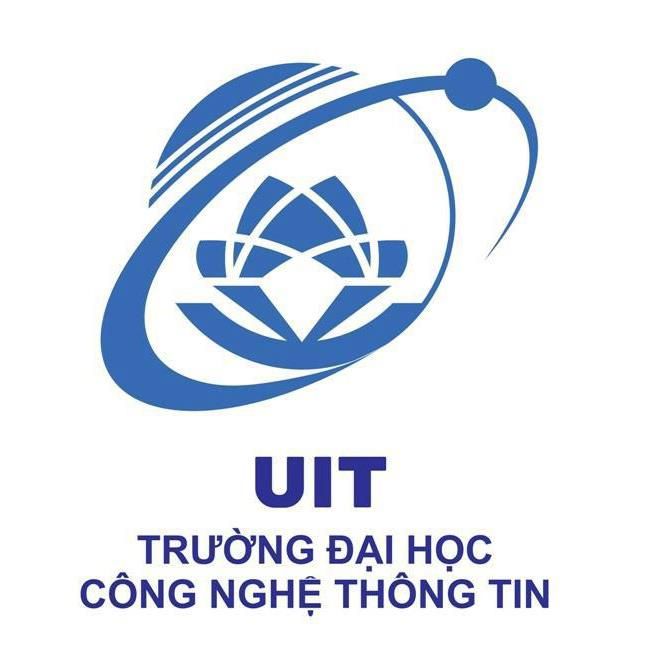 UIT
TRƯỜNG ĐẠI HỌC
CÔNG NGHỆ THÔNG TIN